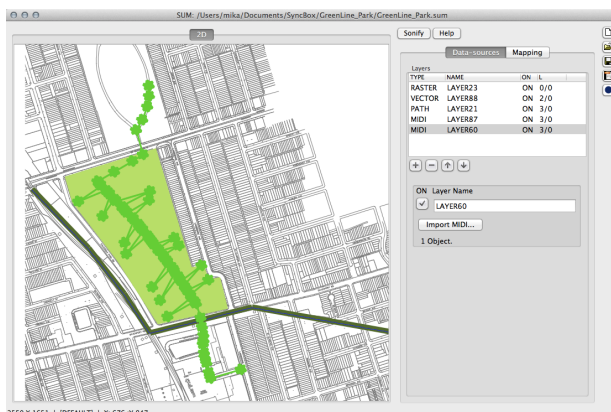 SUM: /Users/mika/Documents/SyncBox/GreenLine_Park/GreenLine_Park.sum
2D
Sonify Help
Data-sources Mapping
Layers
TYPE NAME ON L
RASTER LAYER23 ON 0/0
VECTOR LAYER88 ON 2/0
PATH LAYER21 ON 3/0
MIDI LAYER87 ON 3/0
MIDI LAYER60 ON 3/0
ON Layer Name
LAYER60
Import MIDI...
1 Object.